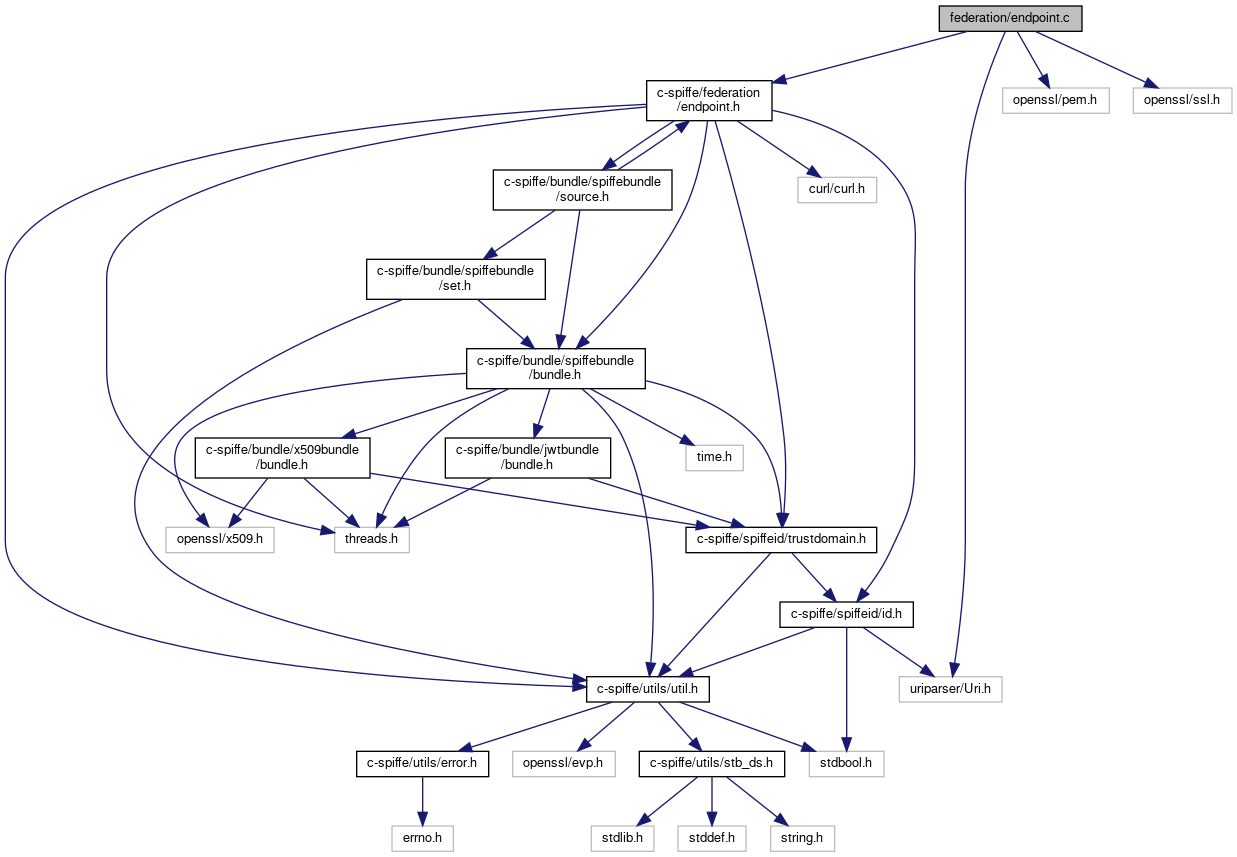 federation/endpoint.c
c-spiffe/federation
/endpoint.h
openssl/pem.h
openssl/ssl.h
c-spiffe/bundle/spiffebundle
/source.h
curl/curl.h
c-spiffe/bundle/spiffebundle
/set.h
c-spiffe/bundle/spiffebundle
/bundle.h
c-spiffe/bundle/x509bundle
/bundle.h
c-spiffe/bundle/jwtbundle
/bundle.h
time.h
openssl/x509.h
threads.h
c-spiffe/spiffeid/trustdomain.h
c-spiffe/spiffeid/id.h
c-spiffe/utils/util.h
uriparser/Uri.h
c-spiffe/utils/error.h
openssl/evp.h
c-spiffe/utils/stb_ds.h
stdbool.h
errno.h
stdlib.h
stddef.h
string.h